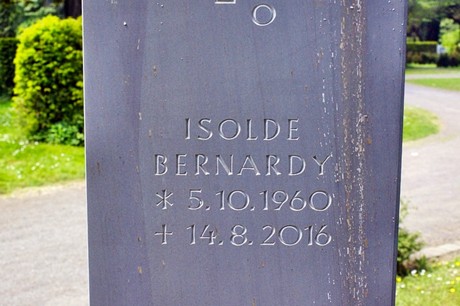 ISOLDE
BERNARDY
* 5.10.1960
† 14.8.2016